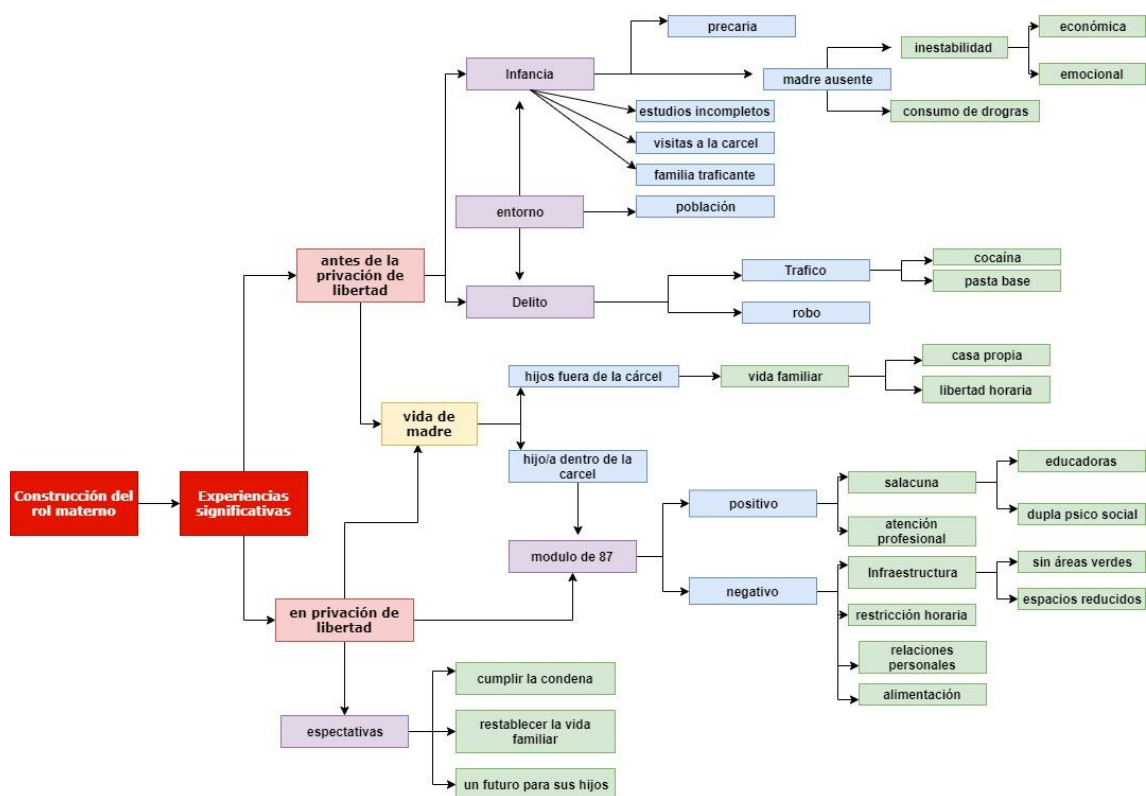 precaria
económica
inestabilidad
Infancia
madre ausente
emocional
estudios incompletos
consumo de drogras
visitas a la carcel
familia traficante
entorno
población
antes de la
privación de
libertad
cocaína
Trafico
pasta base
Delito
robo
casa propia
hijos fuera de la cárcel
vida familiar
libertad horaria
vida de
madre
hijo/a dentro de la
carcel
educadoras
salacuna
Construcción del
rol materno
Experiencias
significativas
positivo
dupla psico social
atención
profesional
modulo de 87
sin áreas verdes
Infraestructura
negativo
espacios reducidos
en privación de
libertad
restricción horaria
relaciones
personales
cumplir la condena
alimentación
espectativas
restablecer la vida
familiar
un futuro para sus hijos